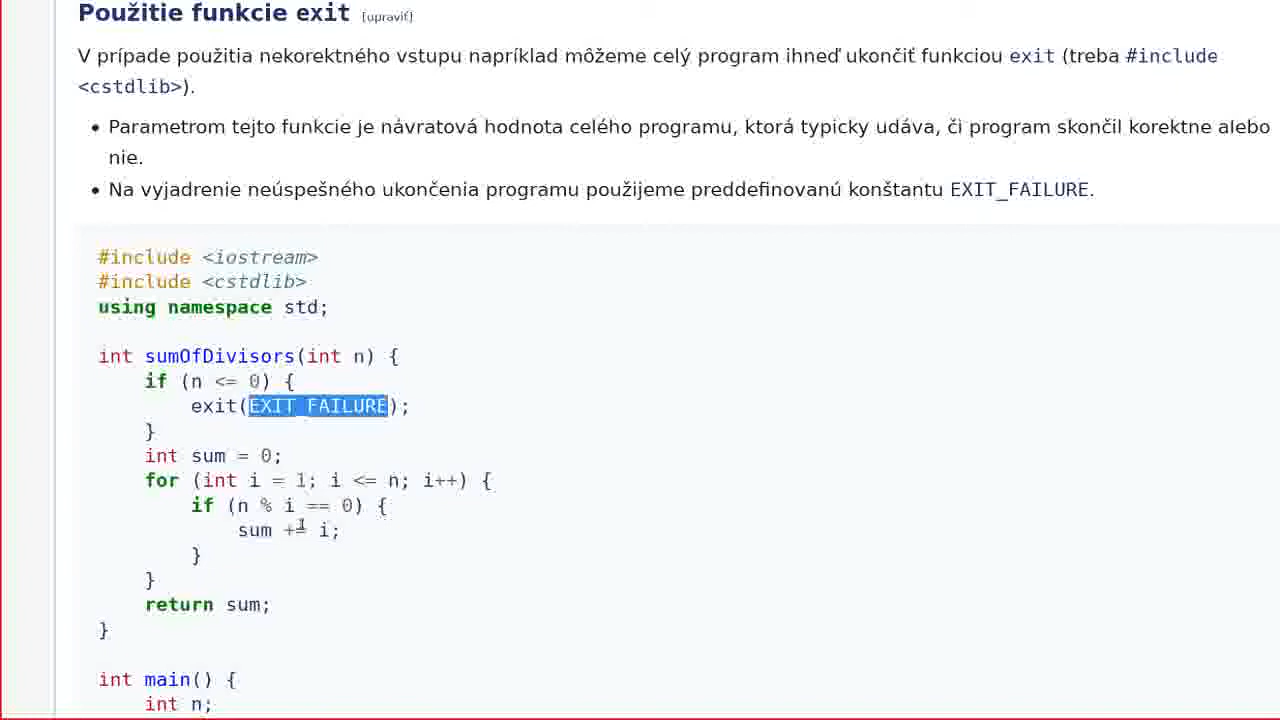 Použitie funkcie exit [upraviť]
V prípade použitia nekorektného vstupu napríklad môžeme celý program ihneď ukončiť funkciou exit (treba #include
<cstdlib>).
• Parametrom tejto funkcie je návratová hodnota celého programu, ktorá typicky udáva, či program skončil korektne alebo
nie.
• Na vyjadrenie neúspešného ukončenia programu použijeme preddefinovanú konštantu EXIT_FAILURE.
#include <iostream>
#include <cstdlib>
using namespace std;
int sumOfDivisors(int n) {
    if (n <= 0) {
        exit(EXIT_FAILURE);
    }
    int sum = 0;
    for (int i = 1; i <= n; i++) {
        if (n % i == 0) {
            sum += i;
        }
    }
    return sum;
}
int main() {
    int n;